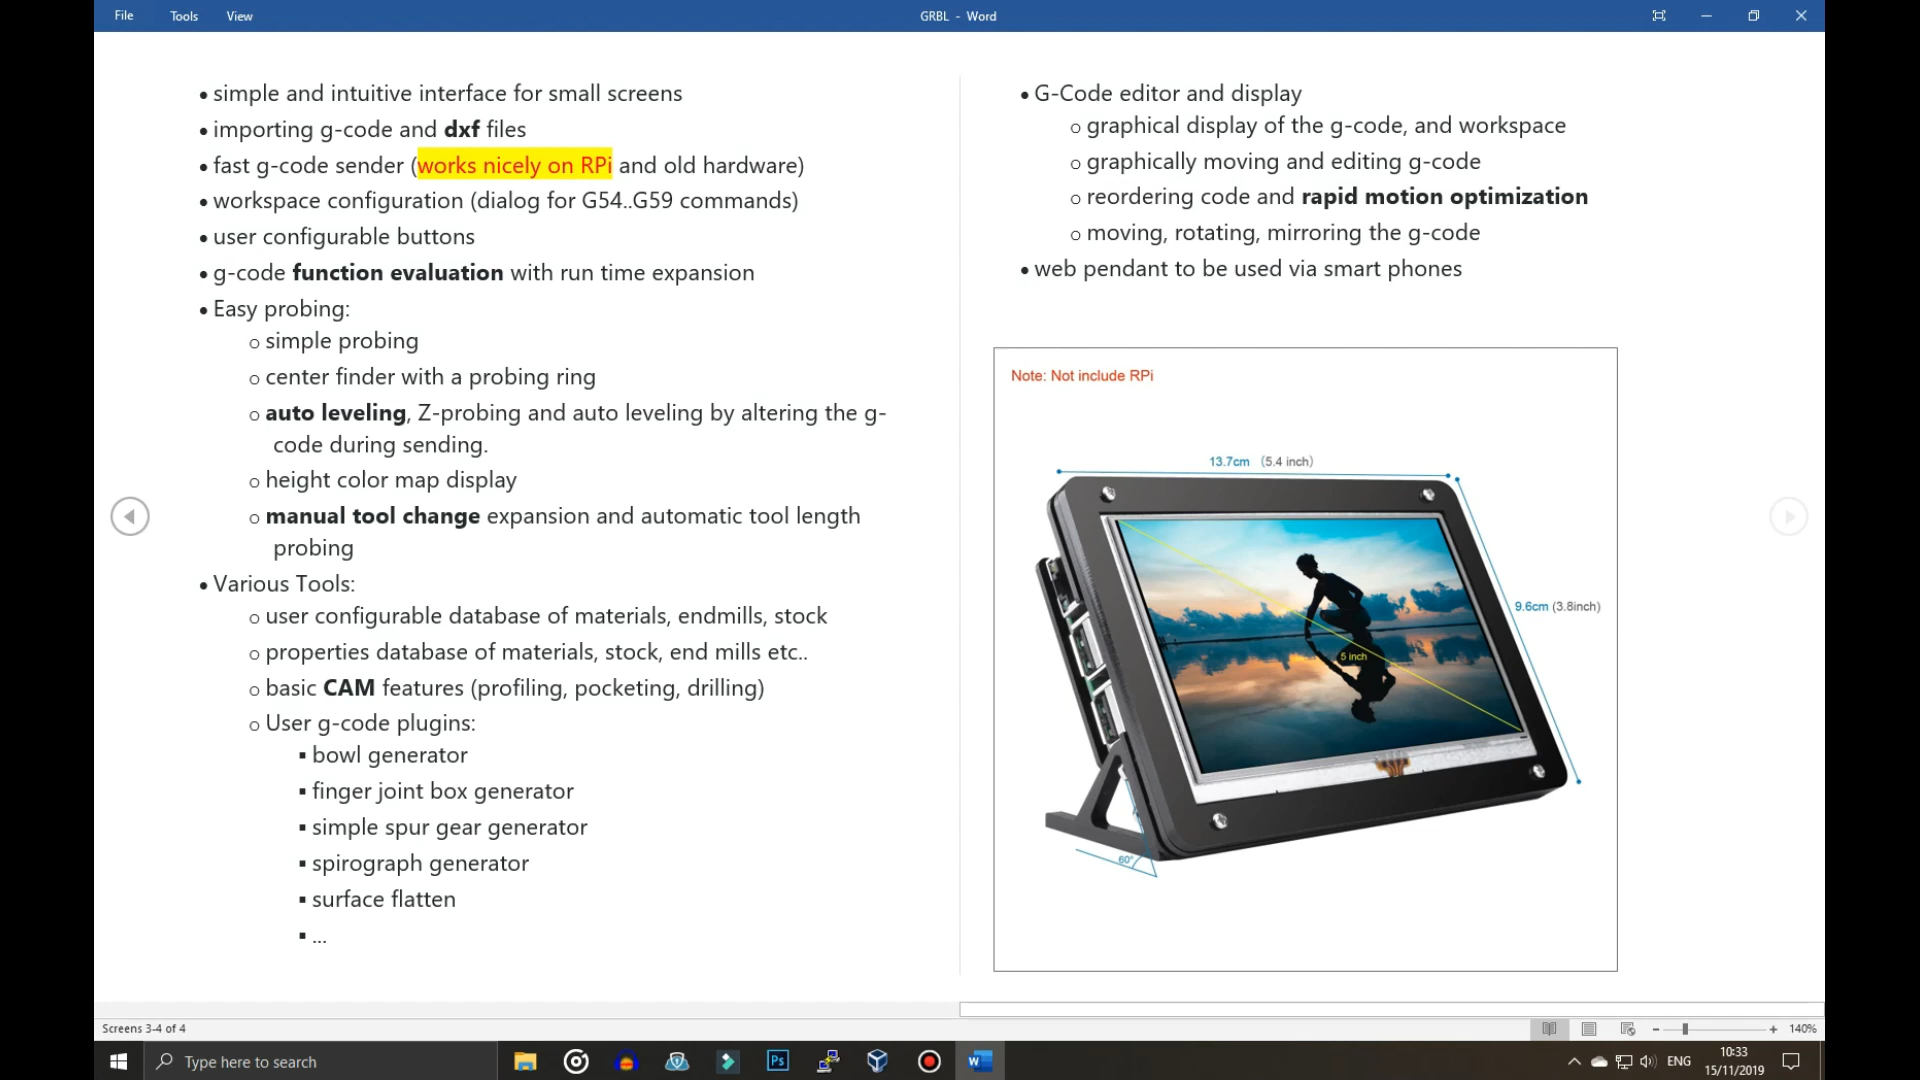 File Tools View GRBL - Word
• simple and intuitive interface for small screens
• importing g-code and dxf files
• fast g-code sender (works nicely on RPi and old hardware)
• workspace configuration (dialog for G54..G59 commands)
• user configurable buttons
• g-code function evaluation with run time expansion
• Easy probing:
o simple probing
o center finder with a probing ring
o auto leveling, Z-probing and auto leveling by altering the g-
code during sending.
o height color map display
o manual tool change expansion and automatic tool length
probing
• Various Tools:
o user configurable database of materials, endmills, stock
o properties database of materials, stock, end mills etc..
o basic CAM features (profiling, pocketing, drilling)
o User g-code plugins:
▪ bowl generator
▪ finger joint box generator
▪ simple spur gear generator
▪ spirograph generator
▪ surface flatten
▪ ...
• G-Code editor and display
o graphical display of the g-code, and workspace
o graphically moving and editing g-code
o reordering code and rapid motion optimization
o moving, rotating, mirroring the g-code
• web pendant to be used via smart phones
Note: Not include RPi
13.7cm (5.4 inch)
9.6cm (3.8inch)
5 inch
60°
Screens 3-4 of 4
140%
Type here to search
Ps
W
ENG
10:33
15/11/2019